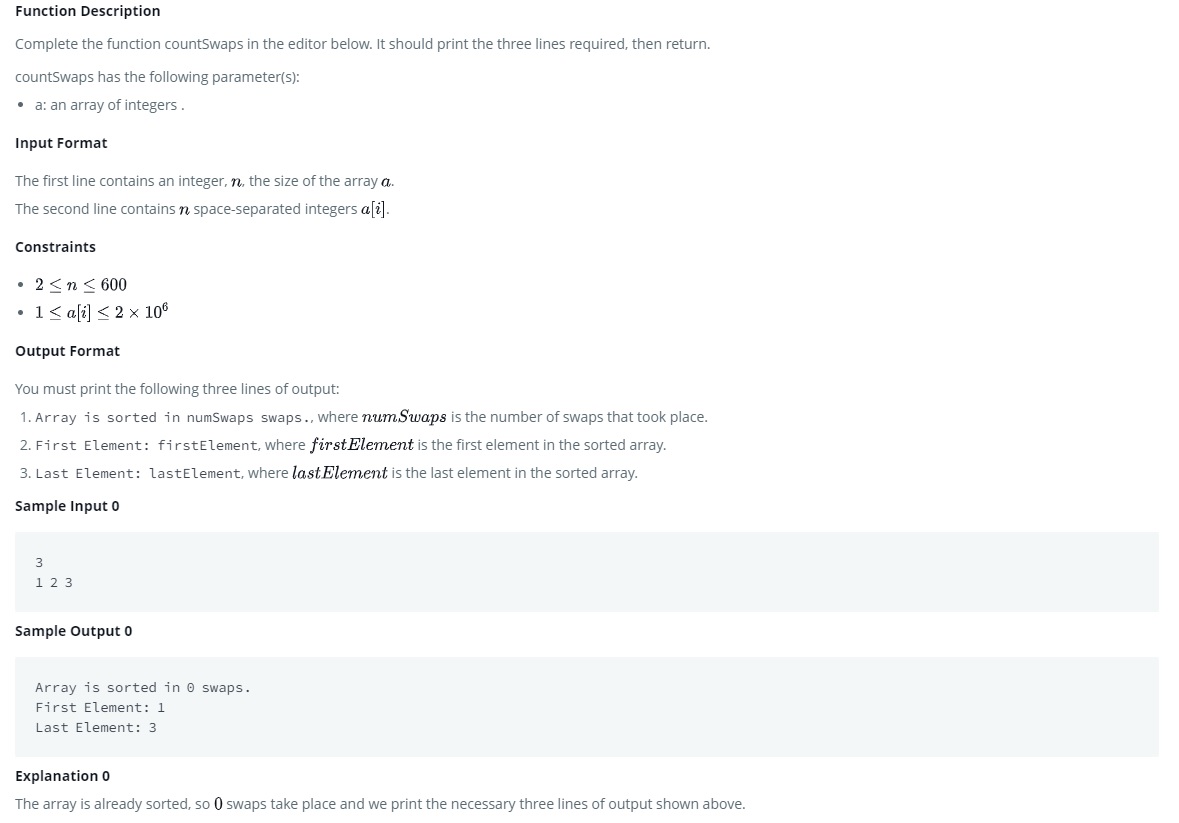 Function Description
Complete the function countSwaps in the editor below. It should print the three lines required, then return.
countSwaps has the following parameter(s):
• a: an array of integers .
Input Format
The first line contains an integer, n, the size of the array a.
The second line contains n space-separated integers a[i].
Constraints
• 2 ≤ n ≤ 600
• 1 ≤ a[i] ≤ 2 × 10⁶
Output Format
You must print the following three lines of output:
1. Array is sorted in numSwaps swaps., where numSwaps is the number of swaps that took place.
2. First Element: firstElement, where firstElement is the first element in the sorted array.
3. Last Element: lastElement, where lastElement is the last element in the sorted array.
Sample Input 0
3
1 2 3
Sample Output 0
Array is sorted in 0 swaps.
First Element: 1
Last Element: 3
Explanation 0
The array is already sorted, so 0 swaps take place and we print the necessary three lines of output shown above.